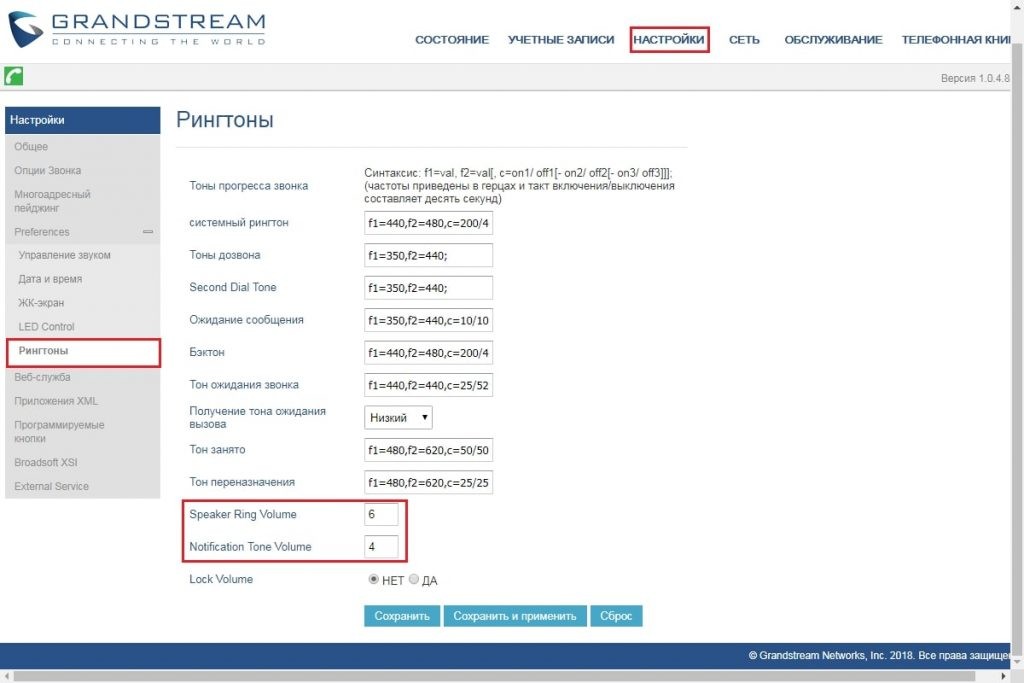 GRANDSTREAM
CONNECTING THE WORLD
СОСТОЯНИЕ УЧЕТНЫЕ ЗАПИСИ НАСТРОЙКИ СЕТЬ ОБСЛУЖИВАНИЕ ТЕЛЕФОННАЯ
Версия 1.0.4.8
Настройки
Общее
Опции Звонка
Многоадресный
пейджинг
Preferences
Управление звуком
Дата и время
ЖК-экран
LED Control
Рингтоны
Веб-служба
Приложения XML
Программируемые
кнопки
Broadsoft XSI
External Service
Рингтоны
Тоны прогресса звонка
Синтаксис: f1=val, f2=val[, c=on1/ off1[- on2/ off2[- on3/ off3]]];
(частоты приведены в герцах и такт включения/выключения
составляет десять секунд)
системный рингтон f1=440,f2=480,c=200/4
Тоны дозвона f1=350,f2=440;
Second Dial Tone f1=350,f2=440;
Ожидание сообщения f1=350,f2=440,c=10/10
Бэктон f1=440,f2=480,c=200/4
Тон ожидания звонка f1=440,f2=440,c=25/52
Получение тона ожидания
вызова Низкий
Тон занято f1=480,f2=620,c=50/50
Тон переназначения f1=480,f2=620,c=25/25
Speaker Ring Volume 6
Notification Tone Volume 4
Lock Volume НЕТ ДА
Сохранить Сохранить и применить Сброс
© Grandstream Networks, Inc. 2018. Все права